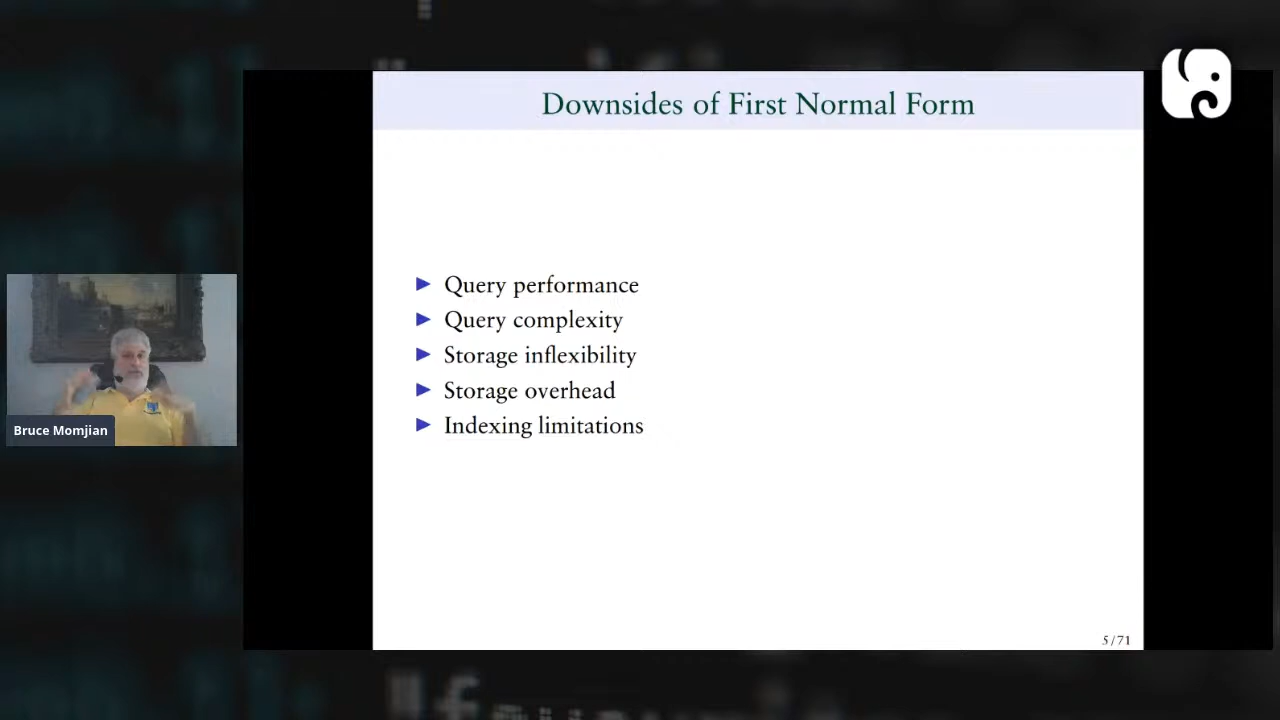 Downsides of First Normal Form
▶ Query performance
▶ Query complexity
▶ Storage inflexibility
▶ Storage overhead
▶ Indexing limitations
5/71
Bruce Momjian